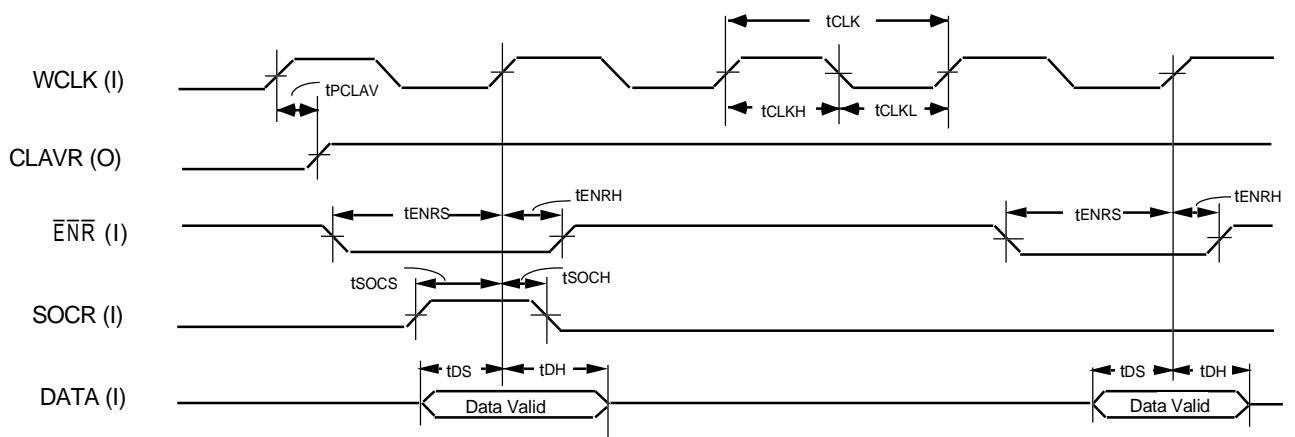 tCLK
WCLK (I)
tPCLAV
tCLKH
tCLKL
CLAVR (O)
tENRH
tENRH
tENRS
tENRS
E̅N̅R̅ (I)
tSOCS
tSOCH
SOCR (I)
tDS
tDH
tDS
tDH
DATA (I)
Data Valid
Data Valid